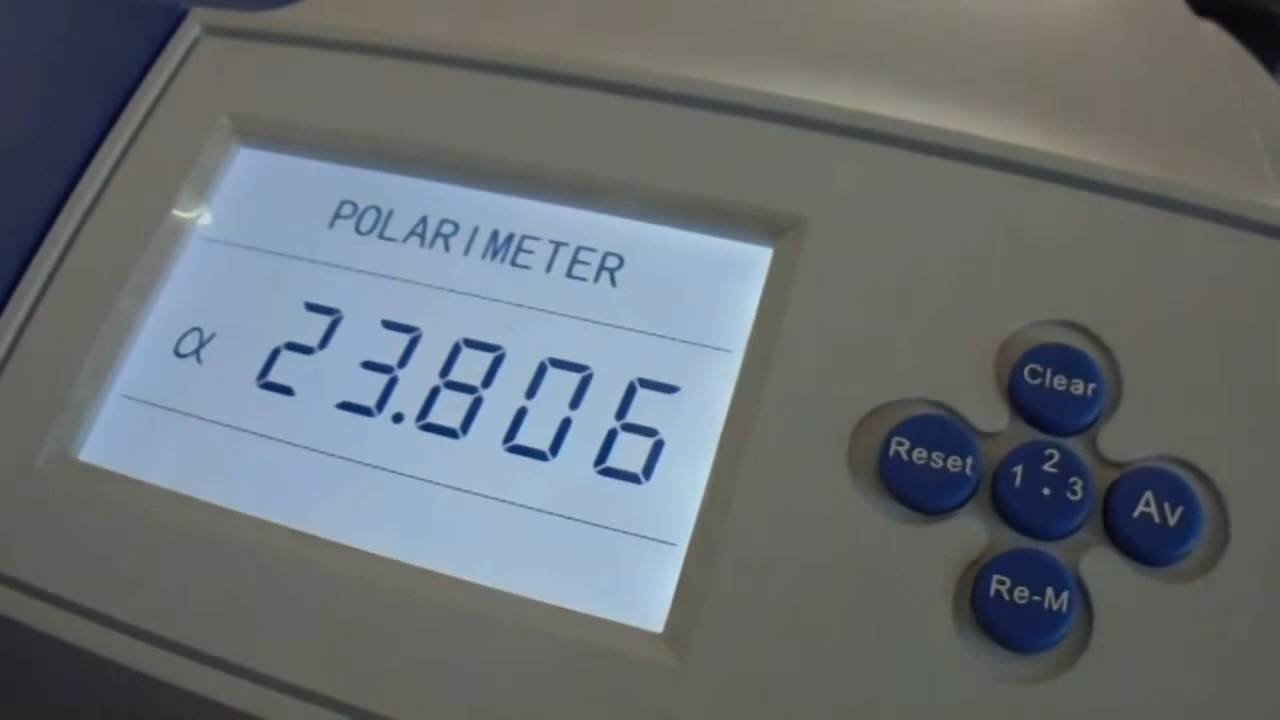 POLARIMETER
α 23.806
Clear
Reset
1.2 3
Av
Re-M